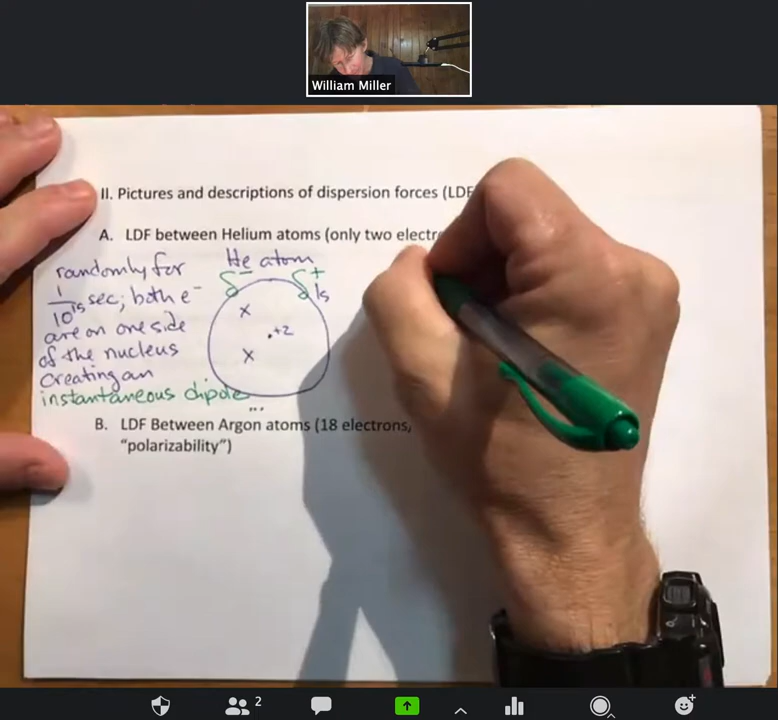 William Miller
II. Pictures and descriptions of dispersion forces (LDF
A. LDF between Helium atoms (only two electr
randomly for
1/10¹⁵ sec; both e⁻
are on one side
of the nucleus
creating an
instantaneous dipole
...
He atom
δ⁻ δ⁺
1s
x
.+2
x
B. LDF Between Argon atoms (18 electrons,
“polarizability”)
2